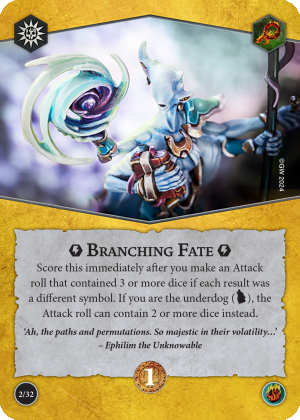 ©GW 2024
BRANCHING FATE
Score this immediately after you make an Attack
roll that contained 3 or more dice if each result was
a different symbol. If you are the underdog (), the
Attack roll can contain 2 or more dice instead.
‘Ah, the paths and permutations. So majestic in their volatility...’
– Ephilim the Unknowable
2/32
1